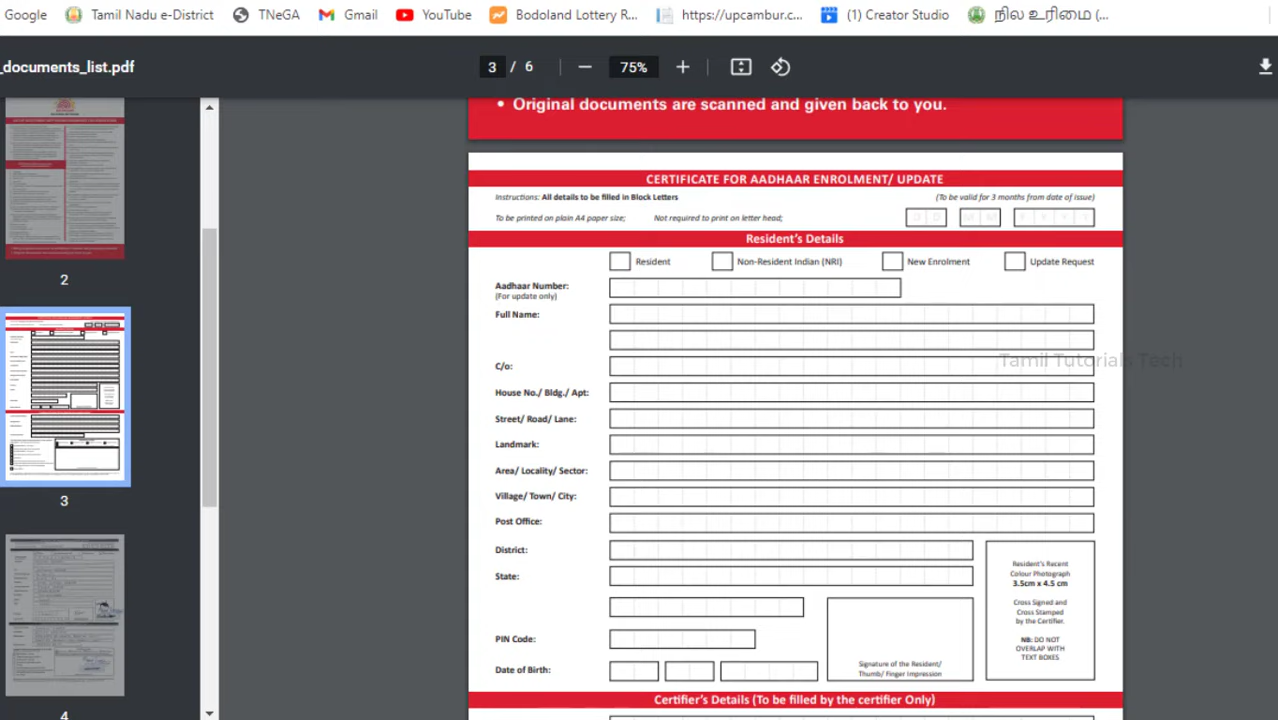 Google Tamil Nadu e-District TNeGA Gmail YouTube Bodoland Lottery R... https://upcambur.c... (1) Creator Studio நில உரிமை (...
_documents_list.pdf 3 / 6 75%
• Original documents are scanned and given back to you.
CERTIFICATE FOR AADHAAR ENROLMENT/ UPDATE
Instructions: All details to be filled in Block Letters (To be valid for 3 months from date of issue)
To be printed on plain A4 paper size; Not required to print on letter head; D D M M Y Y Y Y
Resident's Details
Resident Non-Resident Indian (NRI) New Enrolment Update Request
Aadhaar Number:
(For update only)
Full Name:
Tamil Tutorials Tech
C/o:
House No./ Bldg./ Apt:
Street/ Road/ Lane:
Landmark:
Area/ Locality/ Sector:
Village/ Town/ City:
Post Office:
District:
State:
PIN Code:
Date of Birth:
Signature of the Resident/
Thumb/ Finger Impression
Resident's Recent
Colour Photograph
3.5cm x 4.5 cm
Cross Signed and
Cross Stamped
by the Certifier.
NB: DO NOT
OVERLAP WITH
TEXT BOXES
Certifier's Details (To be filled by the certifier Only)
2
3
4